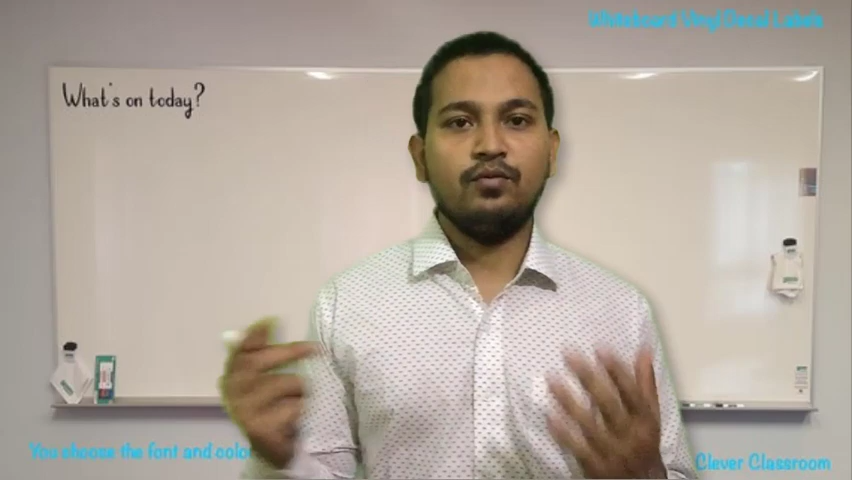 Whiteboard Vinyl Decal Labels
What's on today?
You choose the font and color
Clever Classroom